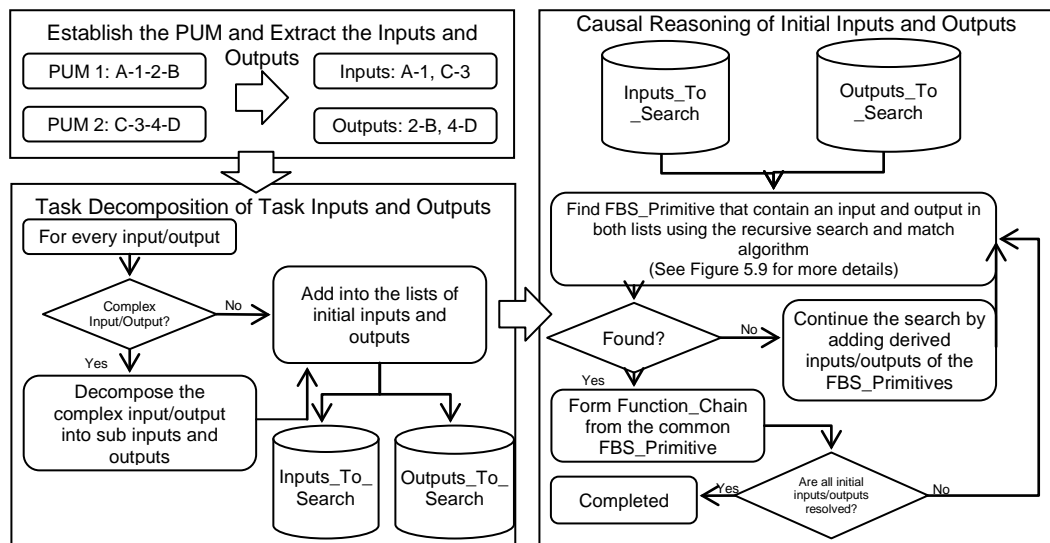 Establish the PUM and Extract the Inputs and
Outputs
PUM 1: A-1-2-B
Inputs: A-1, C-3
PUM 2: C-3-4-D
Outputs: 2-B, 4-D
Task Decomposition of Task Inputs and Outputs
For every input/output
Complex
Input/Output?
No
Yes
Add into the lists of
initial inputs and
outputs
Decompose the
complex input/output
into sub inputs and
outputs
Inputs_To_
Search
Outputs_To_
Search
Causal Reasoning of Initial Inputs and Outputs
Inputs_To
_Search
Outputs_To
_Search
Find FBS_Primitive that contain an input and output in
both lists using the recursive search and match
algorithm
(See Figure 5.9 for more details)
Found?
No
Continue the search by
adding derived
inputs/outputs of the
FBS_Primitives
Yes
Form Function_Chain
from the common
FBS_Primitive
Are all initial
inputs/outputs
resolved?
No
Yes
Completed